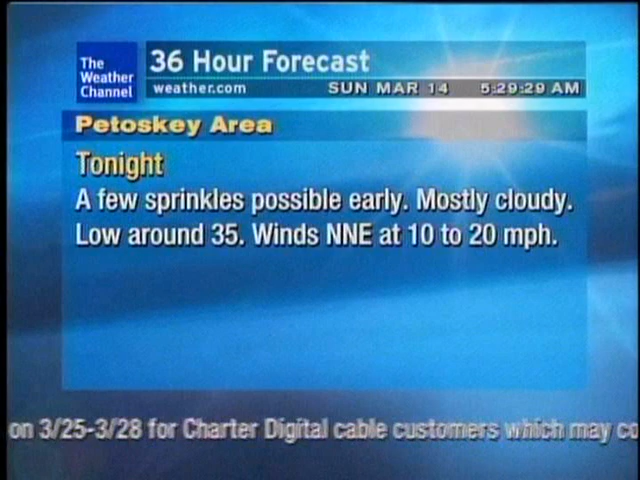 The
Weather
Channel
36 Hour Forecast
weather.com SUN MAR 14 5:29:29 AM
Petoskey Area
Tonight
A few sprinkles possible early. Mostly cloudy.
Low around 35. Winds NNE at 10 to 20 mph.
on 3/25-3/28 for Charter Digital cable customers which may co